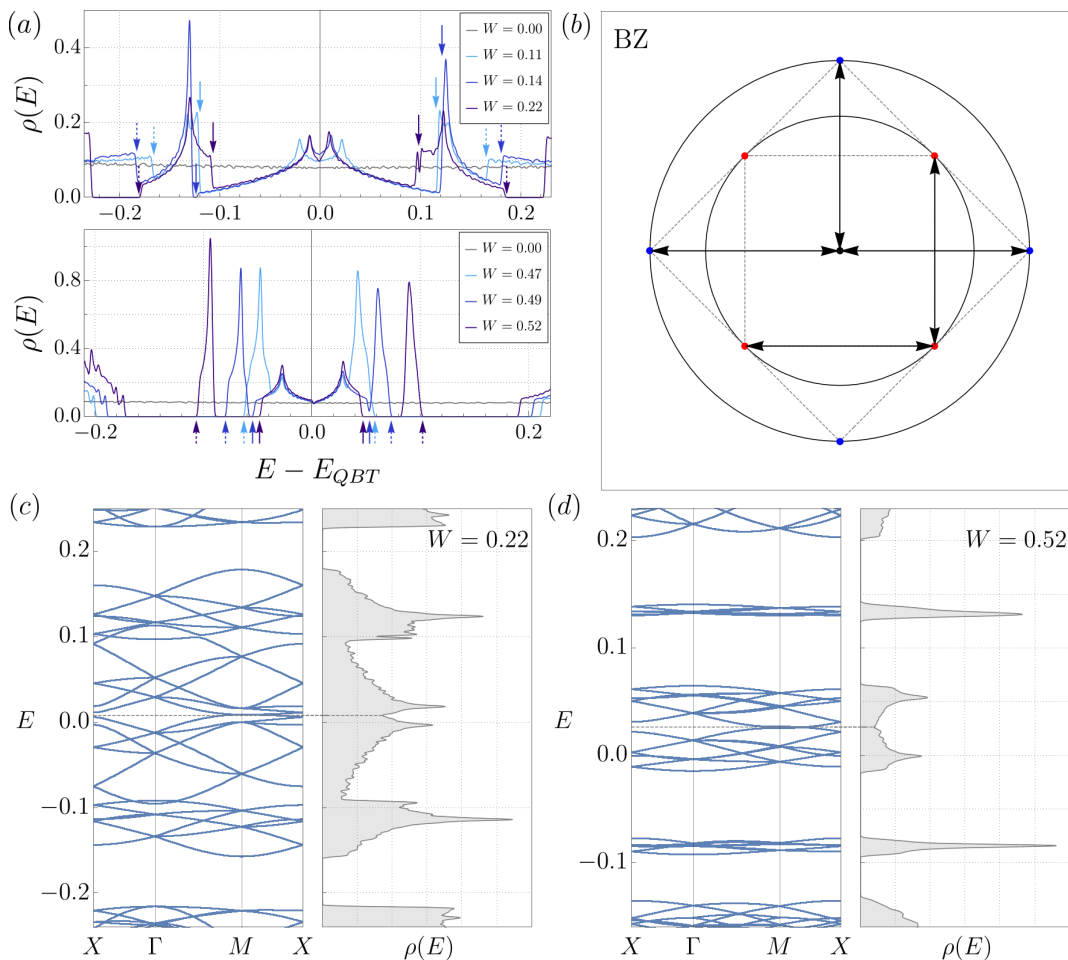 (a)
ρ(E)
0.4
0.2
0.0
W = 0.00
W = 0.11
W = 0.14
W = 0.22
−0.2
−0.1
0.0
0.1
0.2
ρ(E)
0.8
0.4
0.0
W = 0.00
W = 0.47
W = 0.49
W = 0.52
−0.2
0.0
0.2
E − E_{QBT}
(b)
BZ
(c)
W = 0.22
E
0.2
0.1
0.0
−0.1
−0.2
X
Γ
M
X
ρ(E)
(d)
W = 0.52
E
0.2
0.1
0.0
−0.1
X
Γ
M
X
ρ(E)